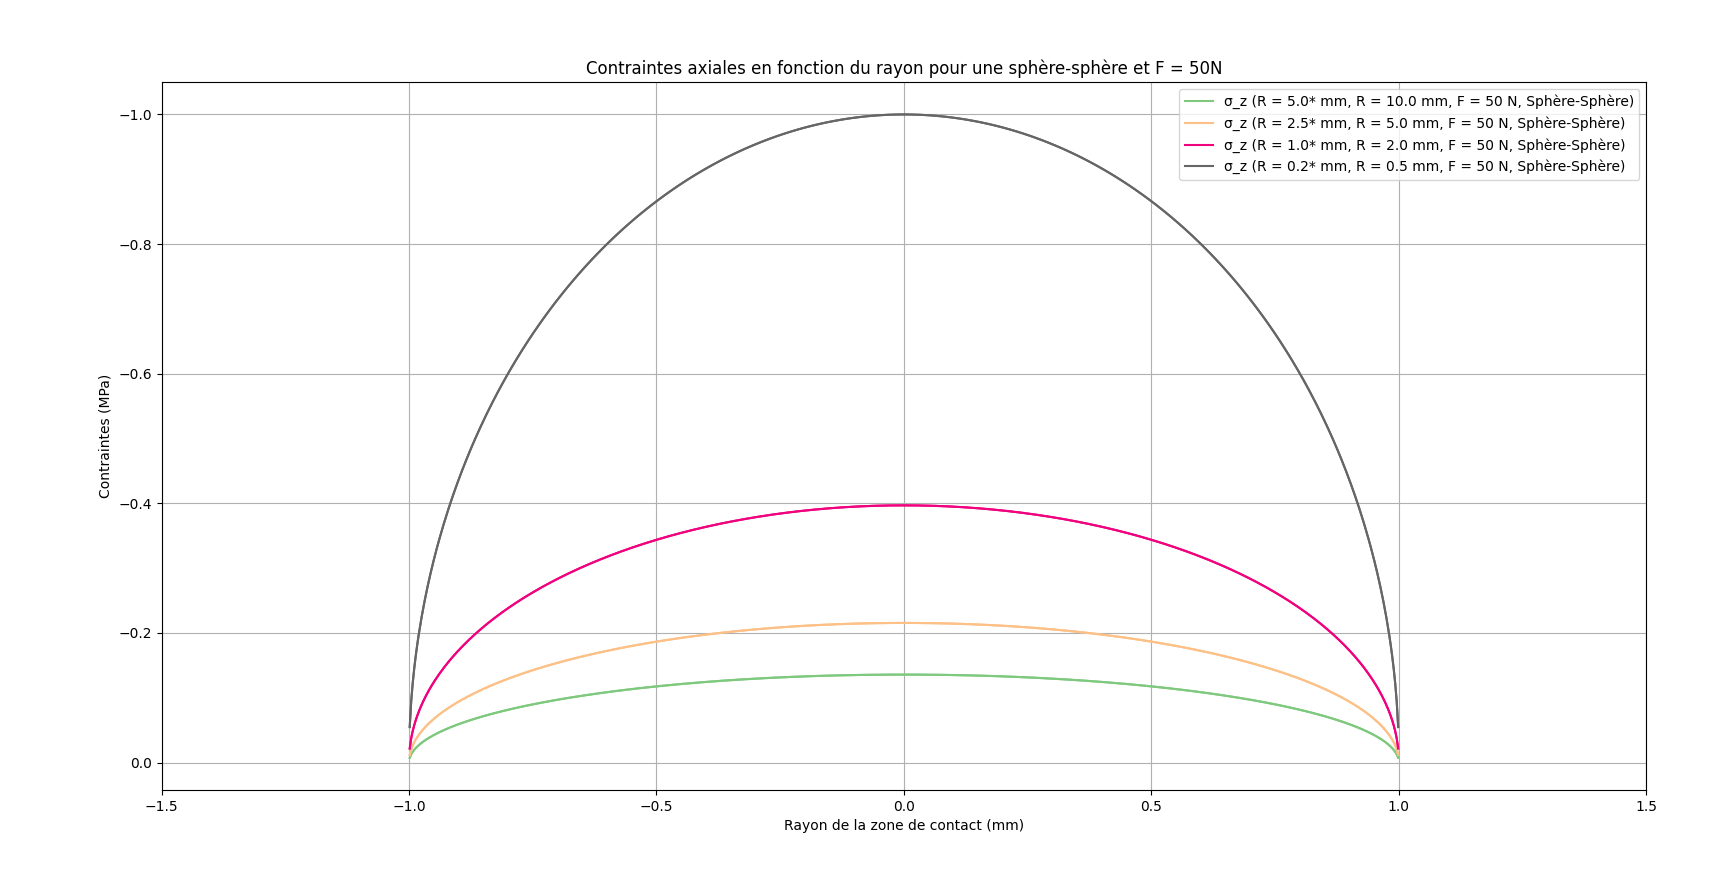 Contraintes axiales en fonction du rayon pour une sphère-sphère et F = 50N
σ_z (R = 5.0* mm, R = 10.0 mm, F = 50 N, Sphère-Sphère)
σ_z (R = 2.5* mm, R = 5.0 mm, F = 50 N, Sphère-Sphère)
σ_z (R = 1.0* mm, R = 2.0 mm, F = 50 N, Sphère-Sphère)
σ_z (R = 0.2* mm, R = 0.5 mm, F = 50 N, Sphère-Sphère)
Contraintes (MPa)
−1.0
−0.8
−0.6
−0.4
−0.2
0.0
−1.5 −1.0 −0.5 0.0 0.5 1.0 1.5
Rayon de la zone de contact (mm)